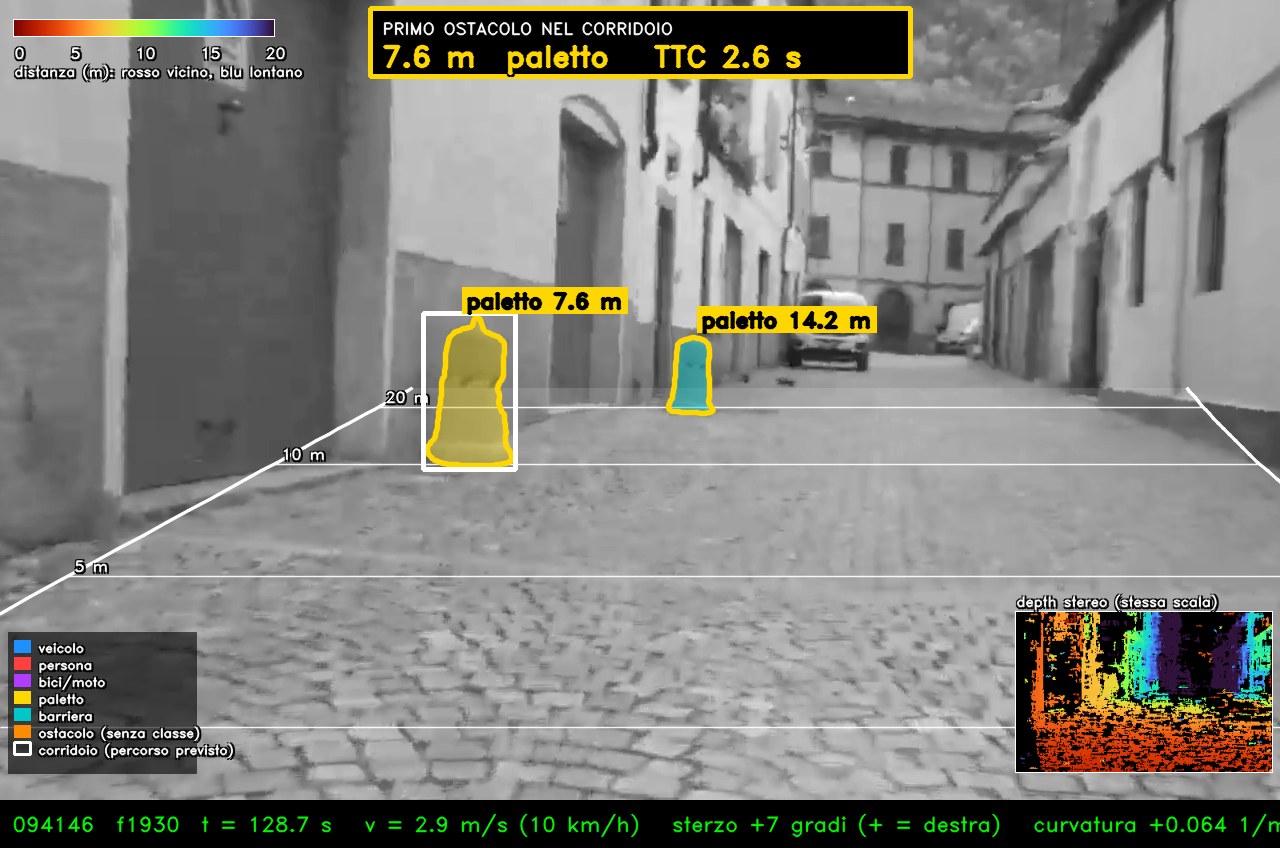 PRIMO OSTACOLO NEL CORRIDOIO
7.6 m paletto TTC 2.6 s
0 5 10 15 20
distanza (m): rosso vicino, blu lontano
paletto 7.6 m
paletto 14.2 m
20 m
10 m
5 m
depth stereo (stessa scala)
veicolo
persona
bici/moto
paletto
barriera
ostacolo (senza classe)
corridoio (percorso previsto)
094146 f1930 t = 128.7 s v = 2.9 m/s (10 km/h) sterzo +7 gradi (+ = destra) curvatura +0.064 1/m